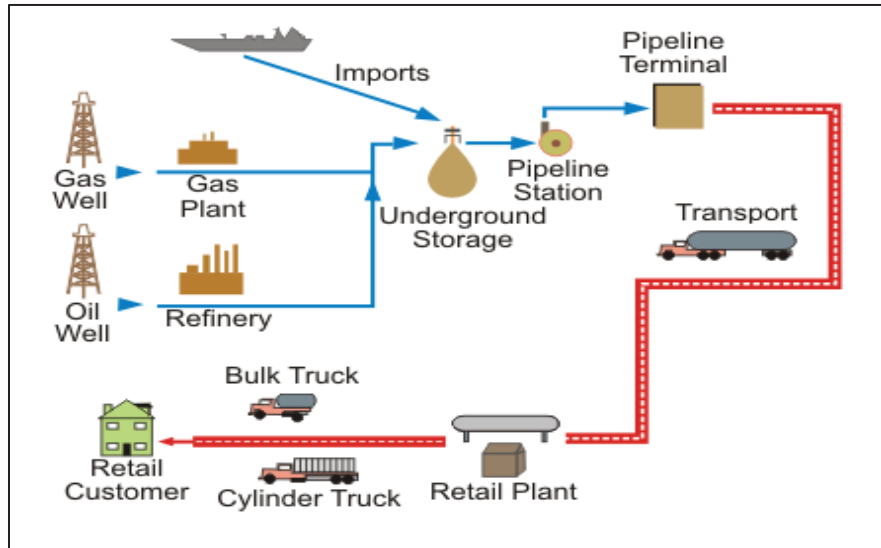 Imports
Pipeline
Terminal
Gas
Well
Gas
Plant
Underground
Storage
Pipeline
Station
Transport
Oil
Well
Refinery
Bulk Truck
Retail
Customer
Cylinder Truck
Retail Plant